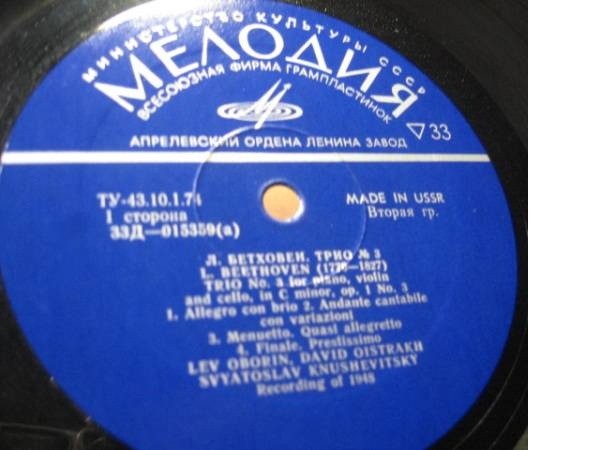 МИНИСТЕРСТВО КУЛЬТУРЫ СССР
МЕЛОДИЯ
ВСЕСОЮЗНАЯ ФИРМА ГРАМПЛАСТИНОК
▽33
АПРЕЛЕВСКИЙ ОРДЕНА ЛЕНИНА ЗАВОД
ТУ-43.10.1.74
MADE IN USSR
1 сторона
Вторая гр.
33Д—015359(а)
Л. БЕТХОВЕН, ТРИО № 3
L. BEETHOVEN (1770—1827)
TRIO No. 3 for piano, violin
and cello, in C minor, op. 1 No. 3
1. Allegro con brio 2. Andante cantabile
con variazioni
3. Menuetto. Quasi allegretto
4. Finale. Prestissimo
LEV OBORIN, DAVID OISTRAKH
SVYATOSLAV KNUSHEVITSKY
Recording of 1948